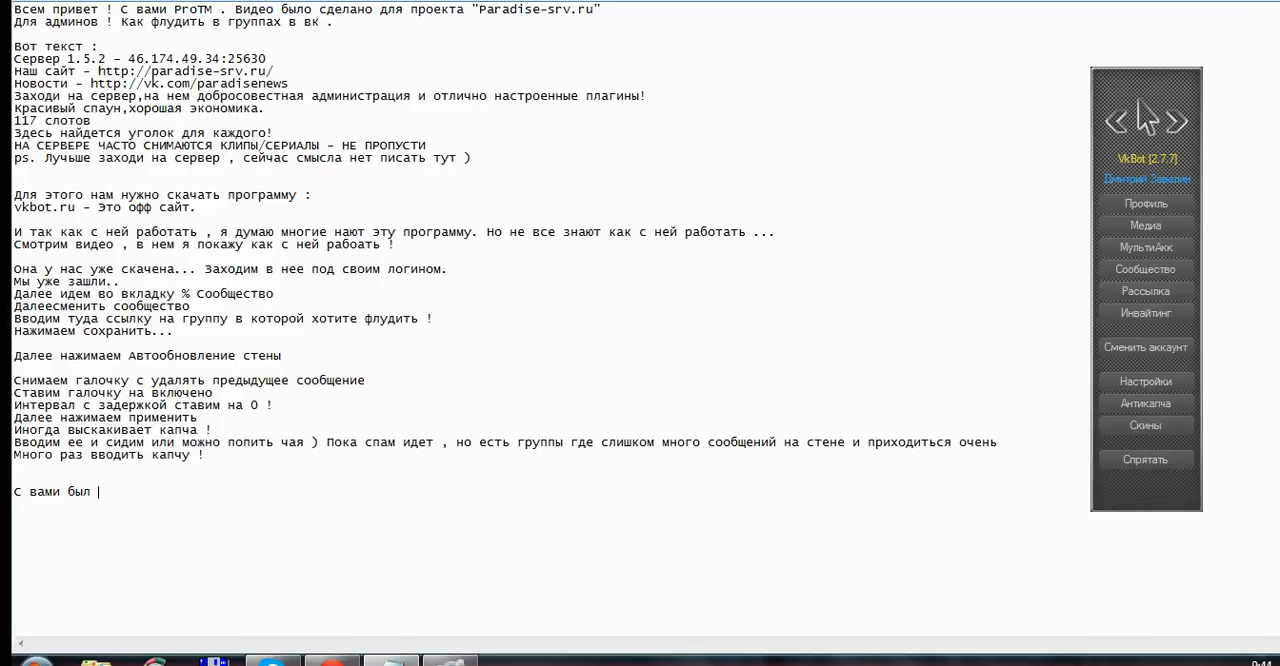 Всем привет ! С вами ProTM . Видео было сделано для проекта "Paradise-srv.ru"
Для админов ! Как флудить в группах в вк .
Вот текст :
Сервер 1.5.2 - 46.174.49.34:25630
Наш сайт - http://paradise-srv.ru/
Новости - http://vk.com/paradisenews
Заходи на сервер,на нем добросовестная администрация и отлично настроенные плагины!
Красивый спаун,хорошая экономика.
117 слотов
Здесь найдется уголок для каждого!
НА СЕРВЕРЕ ЧАСТО СНИМАЮТСЯ КЛИПЫ/СЕРИАЛЫ - НЕ ПРОПУСТИ
ps. Лучьше заходи на сервер , сейчас смысла нет писать тут )
Для этого нам нужно скачать программу :
vkbot.ru - Это офф сайт.
И так как с ней работать , я думаю многие нают эту программу. Но не все знают как с ней работать ...
Смотрим видео , в нем я покажу как с ней рабоать !
Она у нас уже скачена... Заходим в нее под своим логином.
Мы уже зашли..
Далее идем во вкладку % Сообщество
Далеесменить сообщество
Вводим туда ссылку на группу в которой хотите флудить !
Нажимаем сохранить...
Далее нажимаем Автообновление стены
Снимаем галочку с удалять предыдущее сообщение
Ставим галочку на включено
Интервал с задержкой ставим на 0 !
Далее нажимаем применить
Иногда выскакивает капча !
Вводим ее и сидим или можно попить чая ) Пока спам идет , но есть группы где слишком много сообщений на стене и приходиться очень
Много раз вводить капчу !
С вами был
VkBot [2.7.7]
Дмитрий Завалин
Профиль
Медиа
МультиАкк
Сообщество
Рассылка
Инвайтинг
Сменить аккаунт
Настройки
Антикапча
Скины
Спрятать
9:44